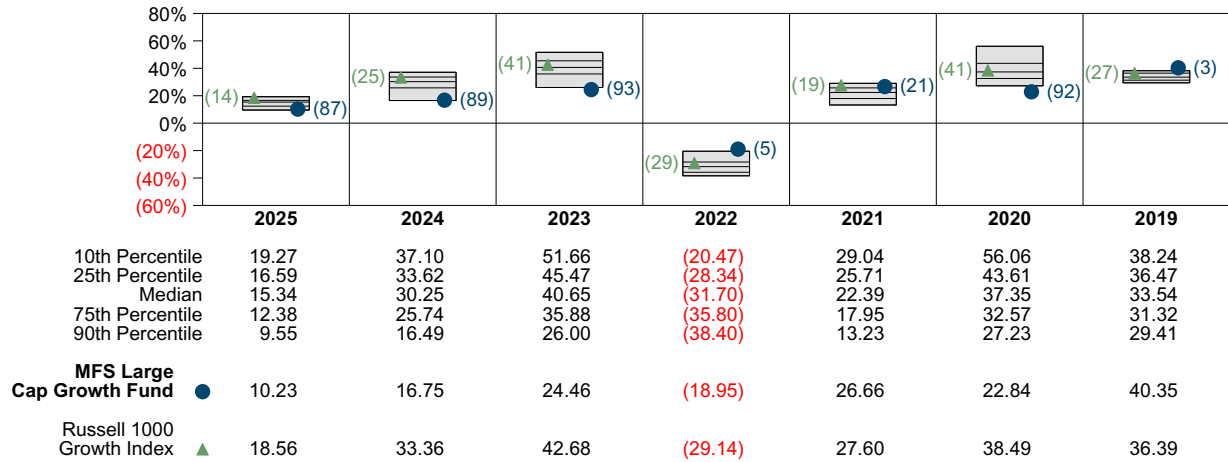 80%
60%
40%
20%
0%
(20%)
(40%)
(60%)
(14) (87)
(25) (89)
(41) (93)
(29) (5)
(19) (21)
(41) (92)
(27) (3)
2025 2024 2023 2022 2021 2020 2019
10th Percentile 19.27 37.10 51.66 (20.47) 29.04 56.06 38.24
25th Percentile 16.59 33.62 45.47 (28.34) 25.71 43.61 36.47
Median 15.34 30.25 40.65 (31.70) 22.39 37.35 33.54
75th Percentile 12.38 25.74 35.88 (35.80) 17.95 32.57 31.32
90th Percentile 9.55 16.49 26.00 (38.40) 13.23 27.23 29.41
MFS Large
Cap Growth Fund 10.23 16.75 24.46 (18.95) 26.66 22.84 40.35
Russell 1000
Growth Index 18.56 33.36 42.68 (29.14) 27.60 38.49 36.39